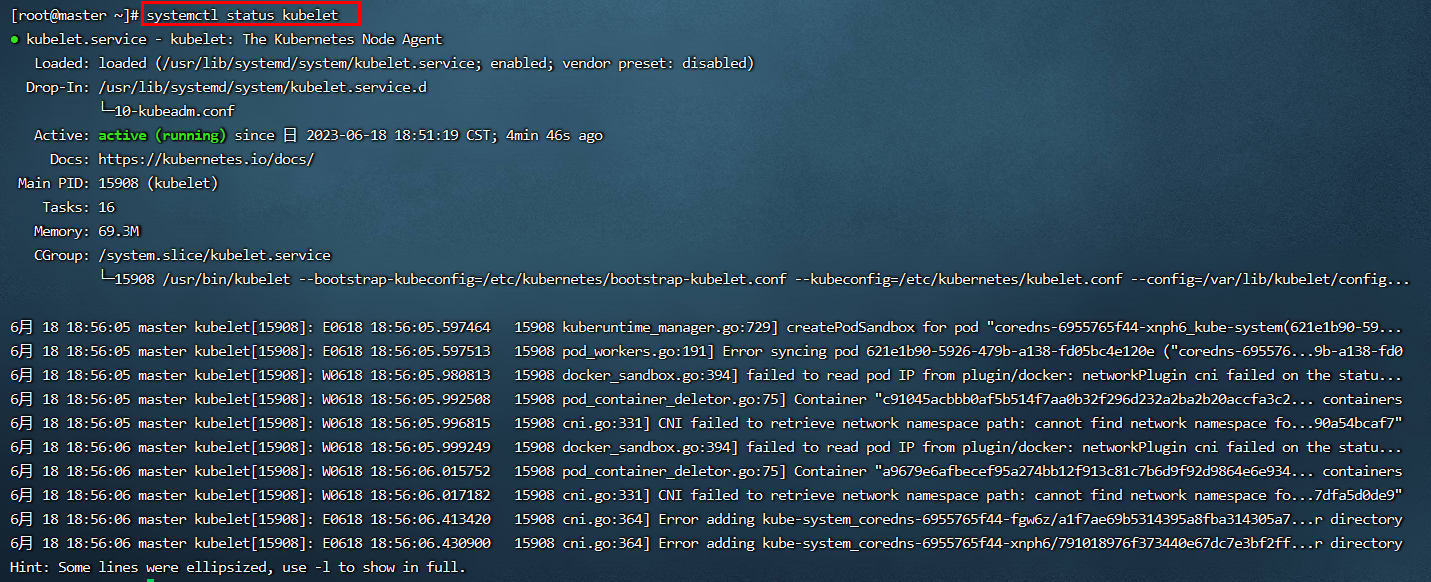 [root@master ~]# systemctl status kubelet
● kubelet.service - kubelet: The Kubernetes Node Agent
Loaded: loaded (/usr/lib/systemd/system/kubelet.service; enabled; vendor preset: disabled)
Drop-In: /usr/lib/systemd/system/kubelet.service.d
└─10-kubeadm.conf
Active: active (running) since 日 2023-06-18 18:51:19 CST; 4min 46s ago
Docs: https://kubernetes.io/docs/
Main PID: 15908 (kubelet)
Tasks: 16
Memory: 69.3M
CGroup: /system.slice/kubelet.service
└─15908 /usr/bin/kubelet --bootstrap-kubeconfig=/etc/kubernetes/bootstrap-kubelet.conf --kubeconfig=/etc/kubernetes/kubelet.conf --config=/var/lib/kubelet/config...
6月 18 18:56:05 master kubelet[15908]: E0618 18:56:05.597464 15908 kuberuntime_manager.go:729] createPodSandbox for pod "coredns-6955765f44-xnph6_kube-system(621e1b90-59...
6月 18 18:56:05 master kubelet[15908]: E0618 18:56:05.597513 15908 pod_workers.go:191] Error syncing pod 621e1b90-5926-479b-a138-fd05bc4e120e ("coredns-695576...9b-a138-fd0
6月 18 18:56:05 master kubelet[15908]: W0618 18:56:05.980813 15908 docker_sandbox.go:394] failed to read pod IP from plugin/docker: networkPlugin cni failed on the statu...
6月 18 18:56:05 master kubelet[15908]: W0618 18:56:05.992508 15908 pod_container_deletor.go:75] Container "c91045acbbb0af5b514f7aa0b32f296d232a2ba2b20accfa3c2... containers
6月 18 18:56:05 master kubelet[15908]: W0618 18:56:05.996815 15908 cni.go:331] CNI failed to retrieve network namespace path: cannot find network namespace fo...90a54bcaf7"
6月 18 18:56:06 master kubelet[15908]: W0618 18:56:05.999249 15908 docker_sandbox.go:394] failed to read pod IP from plugin/docker: networkPlugin cni failed on the statu...
6月 18 18:56:06 master kubelet[15908]: W0618 18:56:06.015752 15908 pod_container_deletor.go:75] Container "a9679e6afbecef95a274bb12f913c81c7b6d9f92d9864e6e934... containers
6月 18 18:56:06 master kubelet[15908]: W0618 18:56:06.017182 15908 cni.go:331] CNI failed to retrieve network namespace path: cannot find network namespace fo...7dfa5d0de9"
6月 18 18:56:06 master kubelet[15908]: E0618 18:56:06.413420 15908 cni.go:364] Error adding kube-system_coredns-6955765f44-fgw6z/a1f7ae69b5314395a8fba314305a7...r directory
6月 18 18:56:06 master kubelet[15908]: E0618 18:56:06.430900 15908 cni.go:364] Error adding kube-system_coredns-6955765f44-xnph6/791018976f373440e67dc7e3bf2ff...r directory
Hint: Some lines were ellipsized, use -l to show in full.